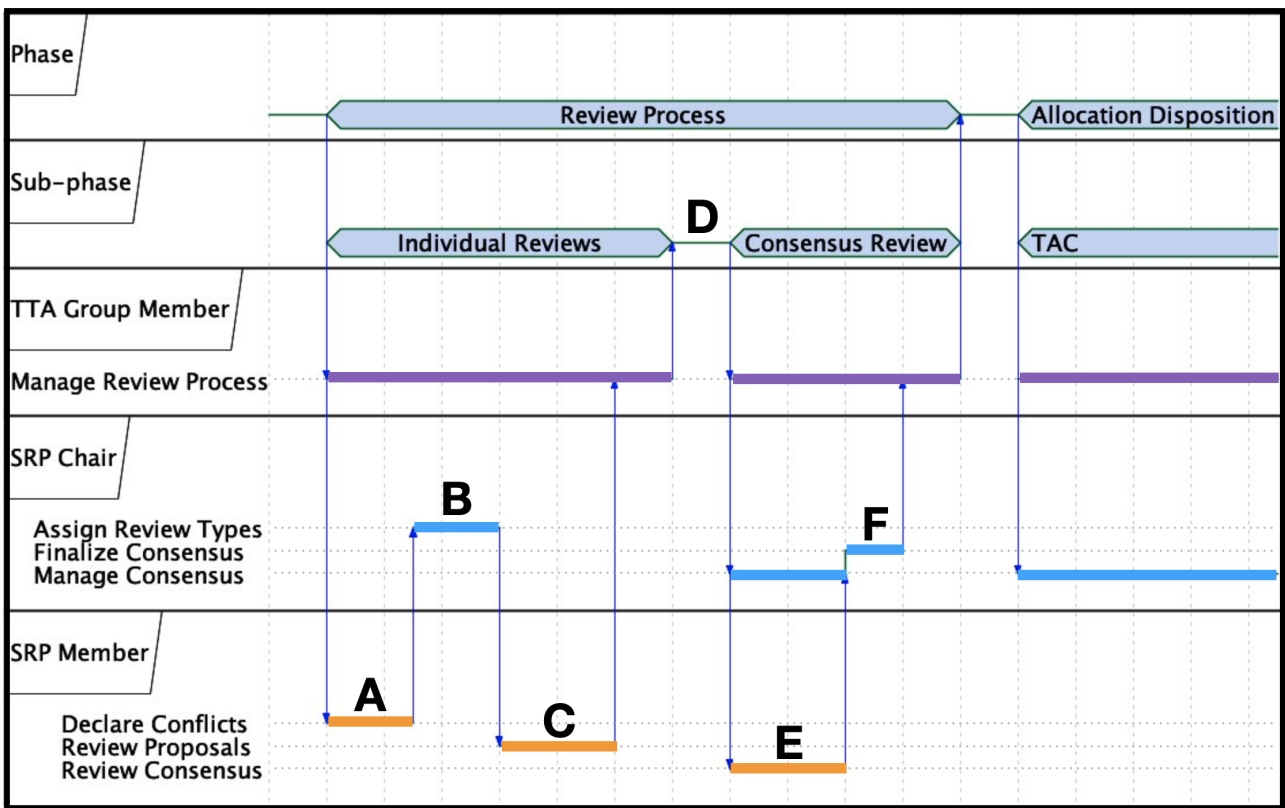 Phase
Review Process
Allocation Disposition
Sub-phase
D
Individual Reviews
Consensus Review
TAC
TTA Group Member
Manage Review Process
SRP Chair
B
F
Assign Review Types
Finalize Consensus
Manage Consensus
SRP Member
A
C
E
Declare Conflicts
Review Proposals
Review Consensus